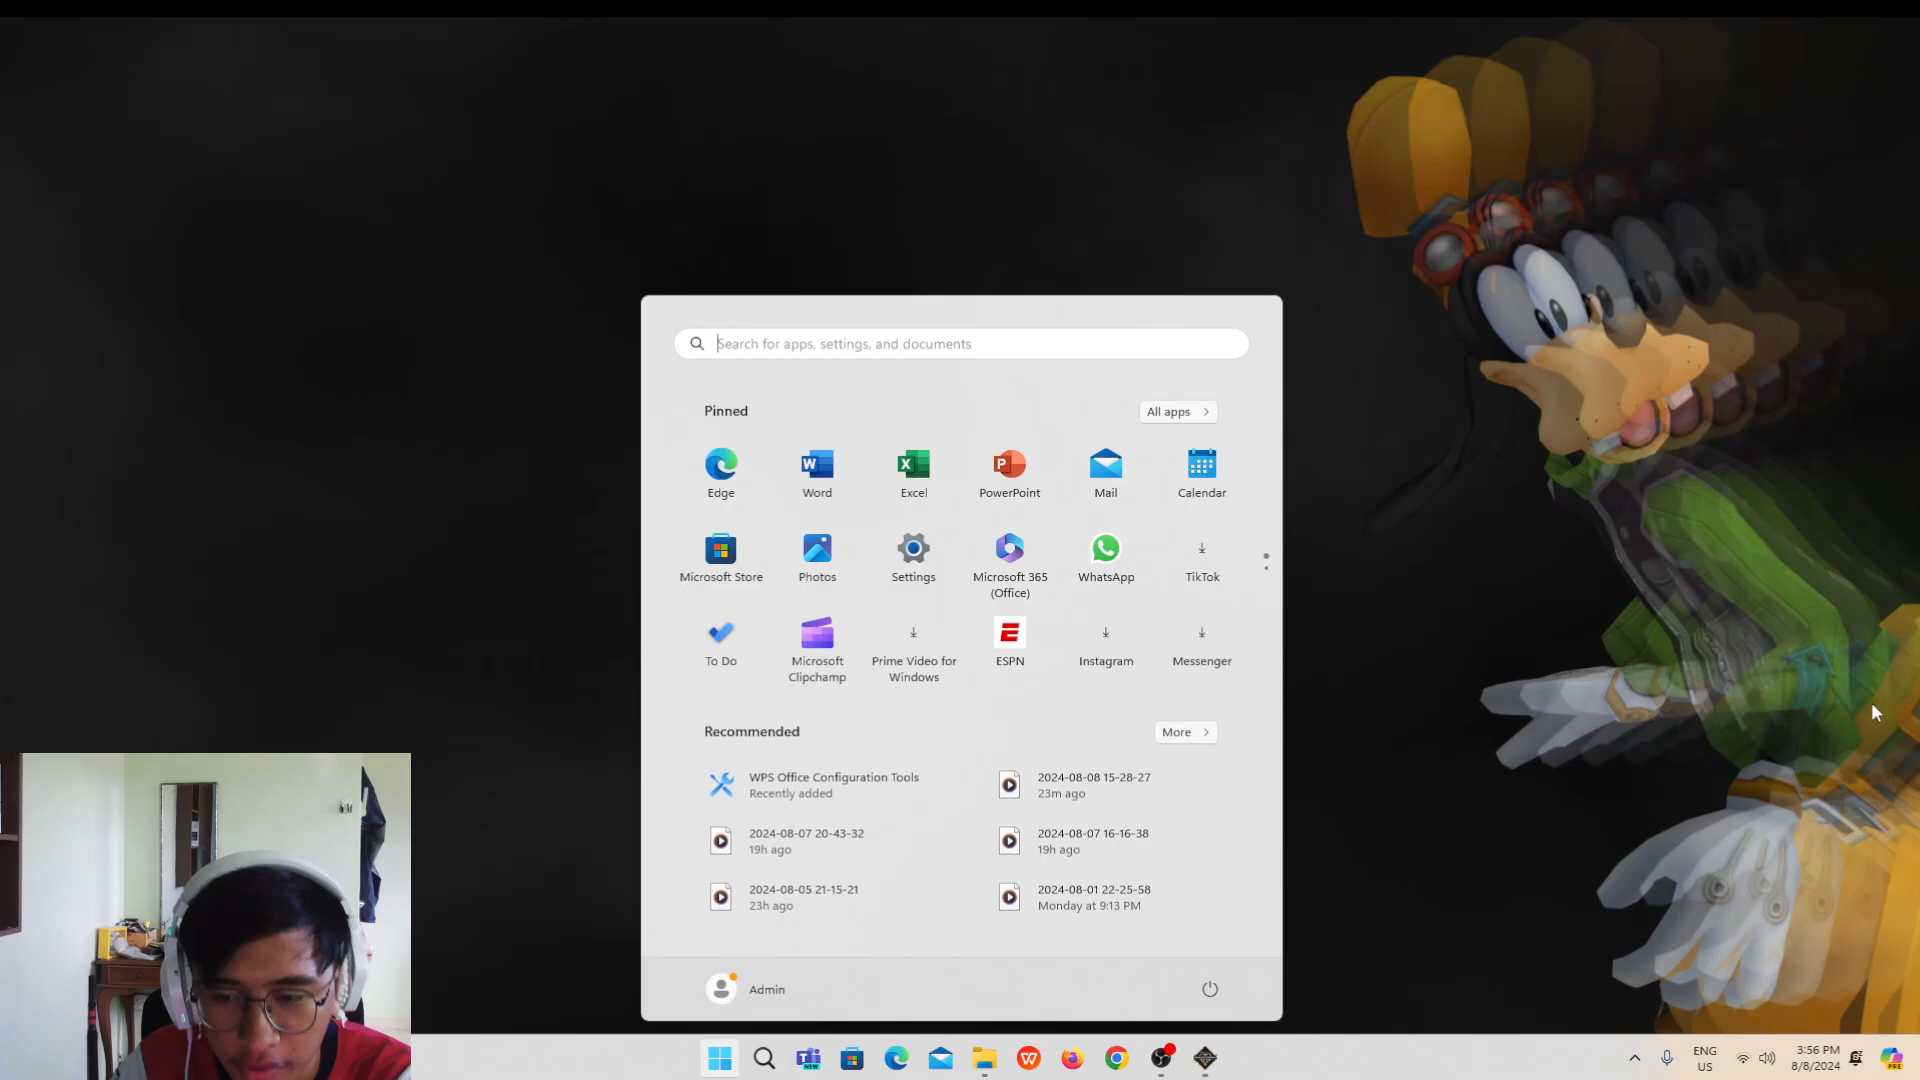 Search for apps, settings, and documents
Pinned
All apps
Edge
Word
Excel
PowerPoint
Mail
Calendar
Microsoft Store
Photos
Settings
Microsoft 365
(Office)
WhatsApp
TikTok
To Do
Microsoft
Clipchamp
Prime Video for
Windows
ESPN
Instagram
Messenger
Recommended
More
WPS Office Configuration Tools
Recently added
2024-08-08 15-28-27
23m ago
2024-08-07 20-43-32
19h ago
2024-08-07 16-16-38
19h ago
2024-08-05 21-15-21
23h ago
2024-08-01 22-25-58
Monday at 9:13 PM
Admin
NEW
ENG
US
3:56 PM
8/8/2024
PRE